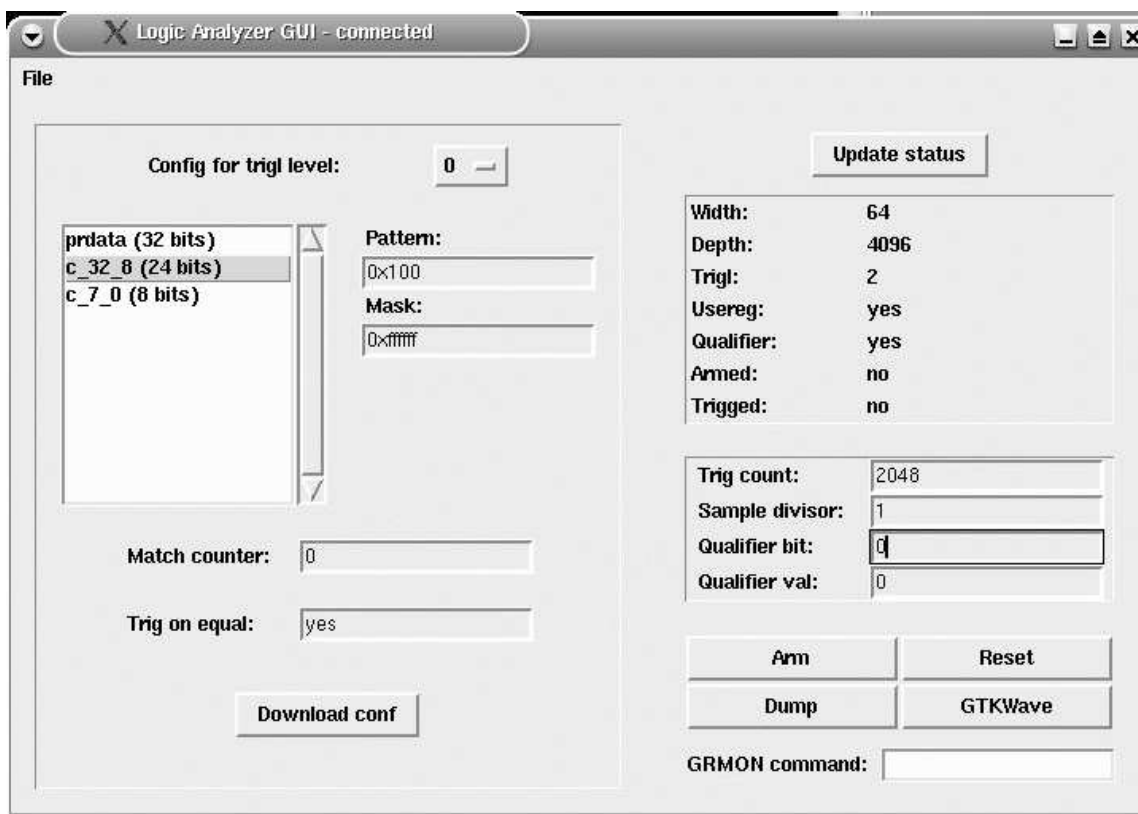 Logic Analyzer GUI - connected
File
Config for trigl level: 0
prdata (32 bits)
c_32_8 (24 bits)
c_7_0 (8 bits)
Pattern:
0x100
Mask:
0xffffff
Match counter: 0
Trig on equal: yes
Download conf
Update status
Width: 64
Depth: 4096
Trigl: 2
Usereg: yes
Qualifier: yes
Armed: no
Trigged: no
Trig count: 2048
Sample divisor: 1
Qualifier bit: 0
Qualifier val: 0
Arm Reset
Dump GTKWave
GRMON command: